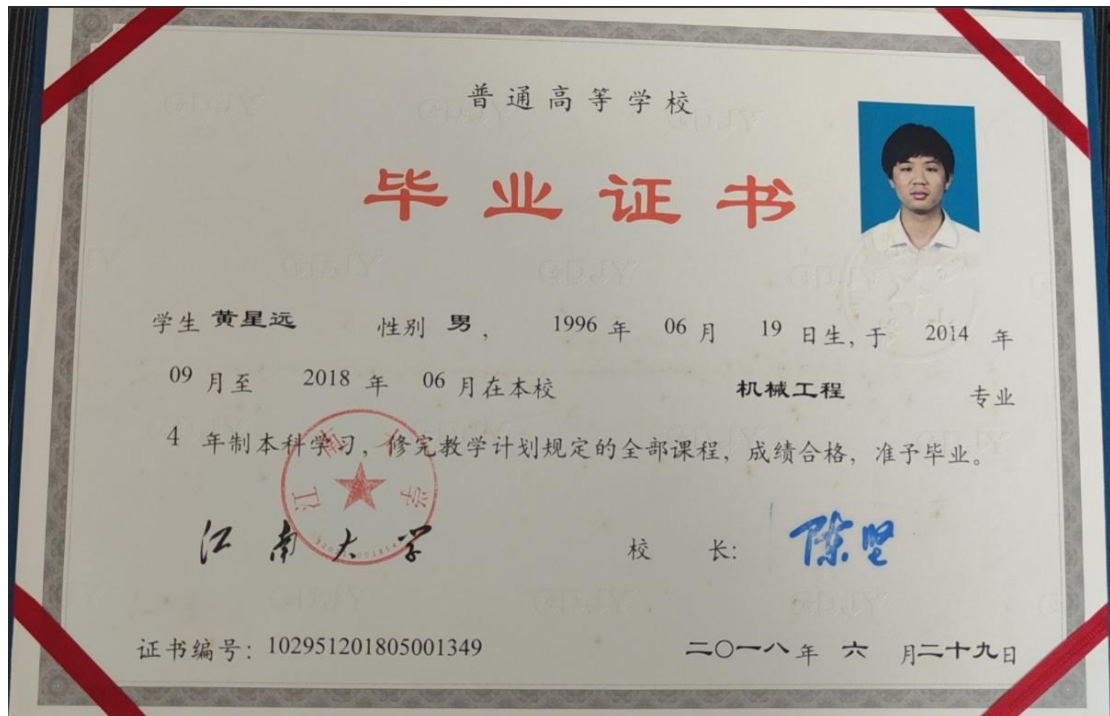 普通高等学校
毕业证书
学生 黄星远 性别 男， 1996 年 06 月 19 日生，于 2014 年
09 月至 2018 年 06 月在本校 机械工程 专业
4 年制本科学习，修完教学计划规定的全部课程，成绩合格，准予毕业。
江南大学 校 长： 陈坚
证书编号：102951201805001349 二〇一八年 六 月二十九日